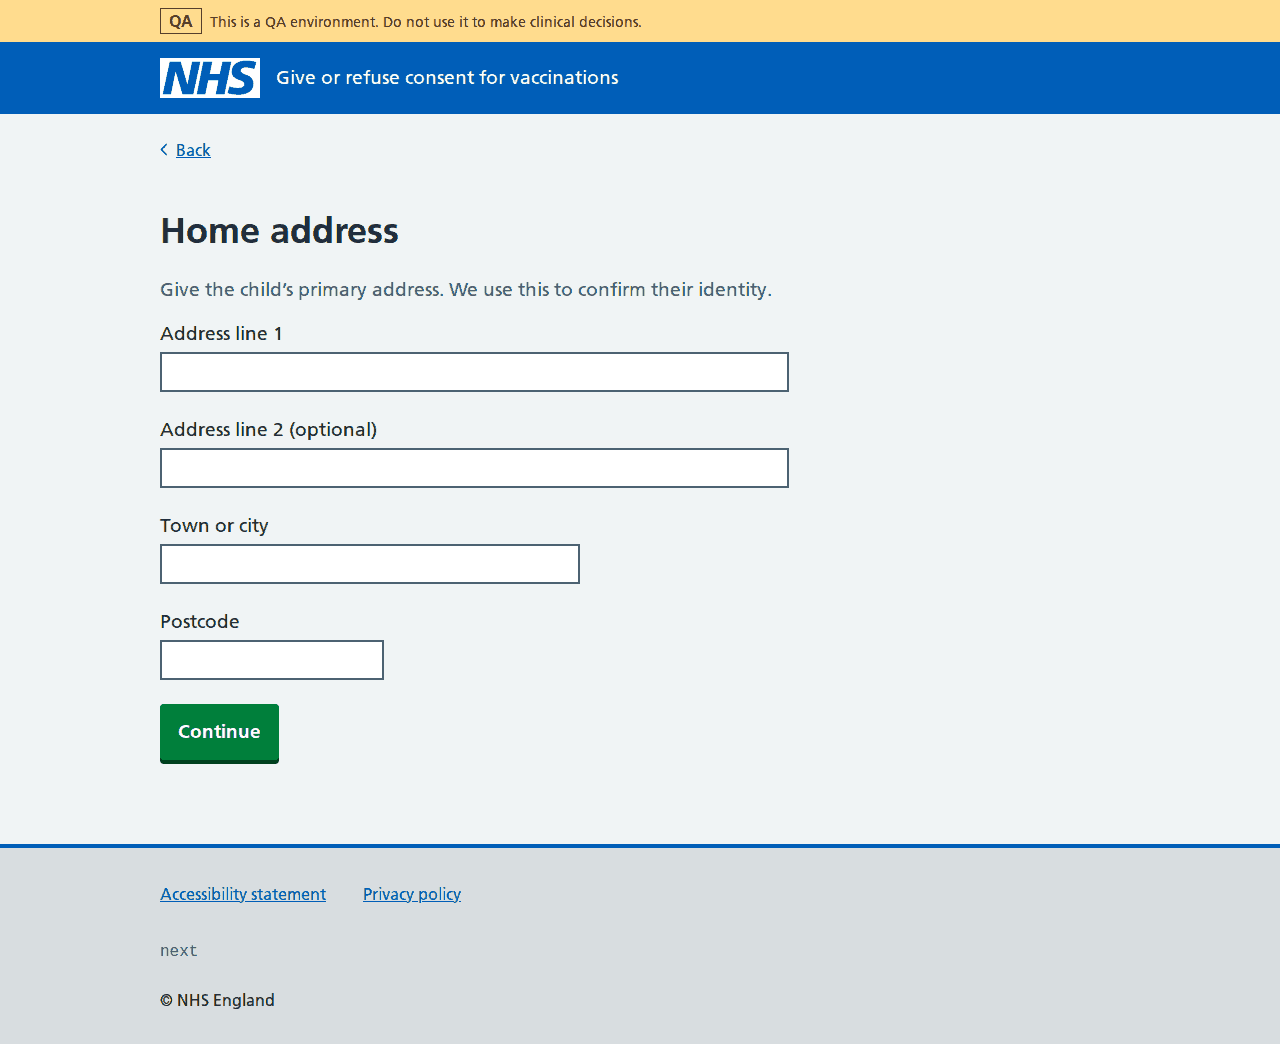 QA This is a QA environment. Do not use it to make clinical decisions.
NHS Give or refuse consent for vaccinations
Back
Home address
Give the child’s primary address. We use this to confirm their identity.
Address line 1
Address line 2 (optional)
Town or city
Postcode
Continue
Accessibility statement Privacy policy
next
© NHS England